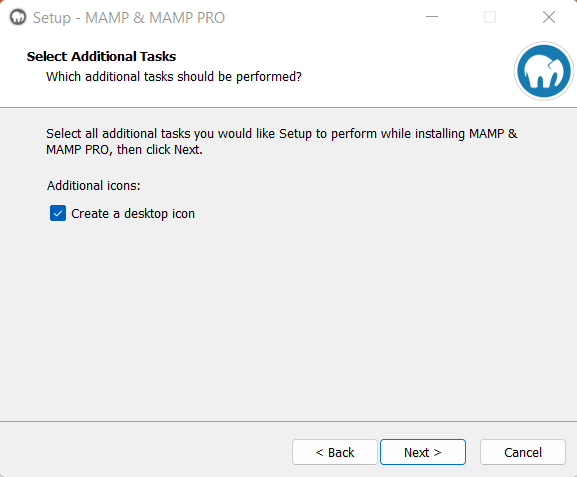 Setup - MAMP & MAMP PRO
Select Additional Tasks
Which additional tasks should be performed?
Select all additional tasks you would like Setup to perform while installing MAMP &
MAMP PRO, then click Next.
Additional icons:
Create a desktop icon
< Back
Next >
Cancel